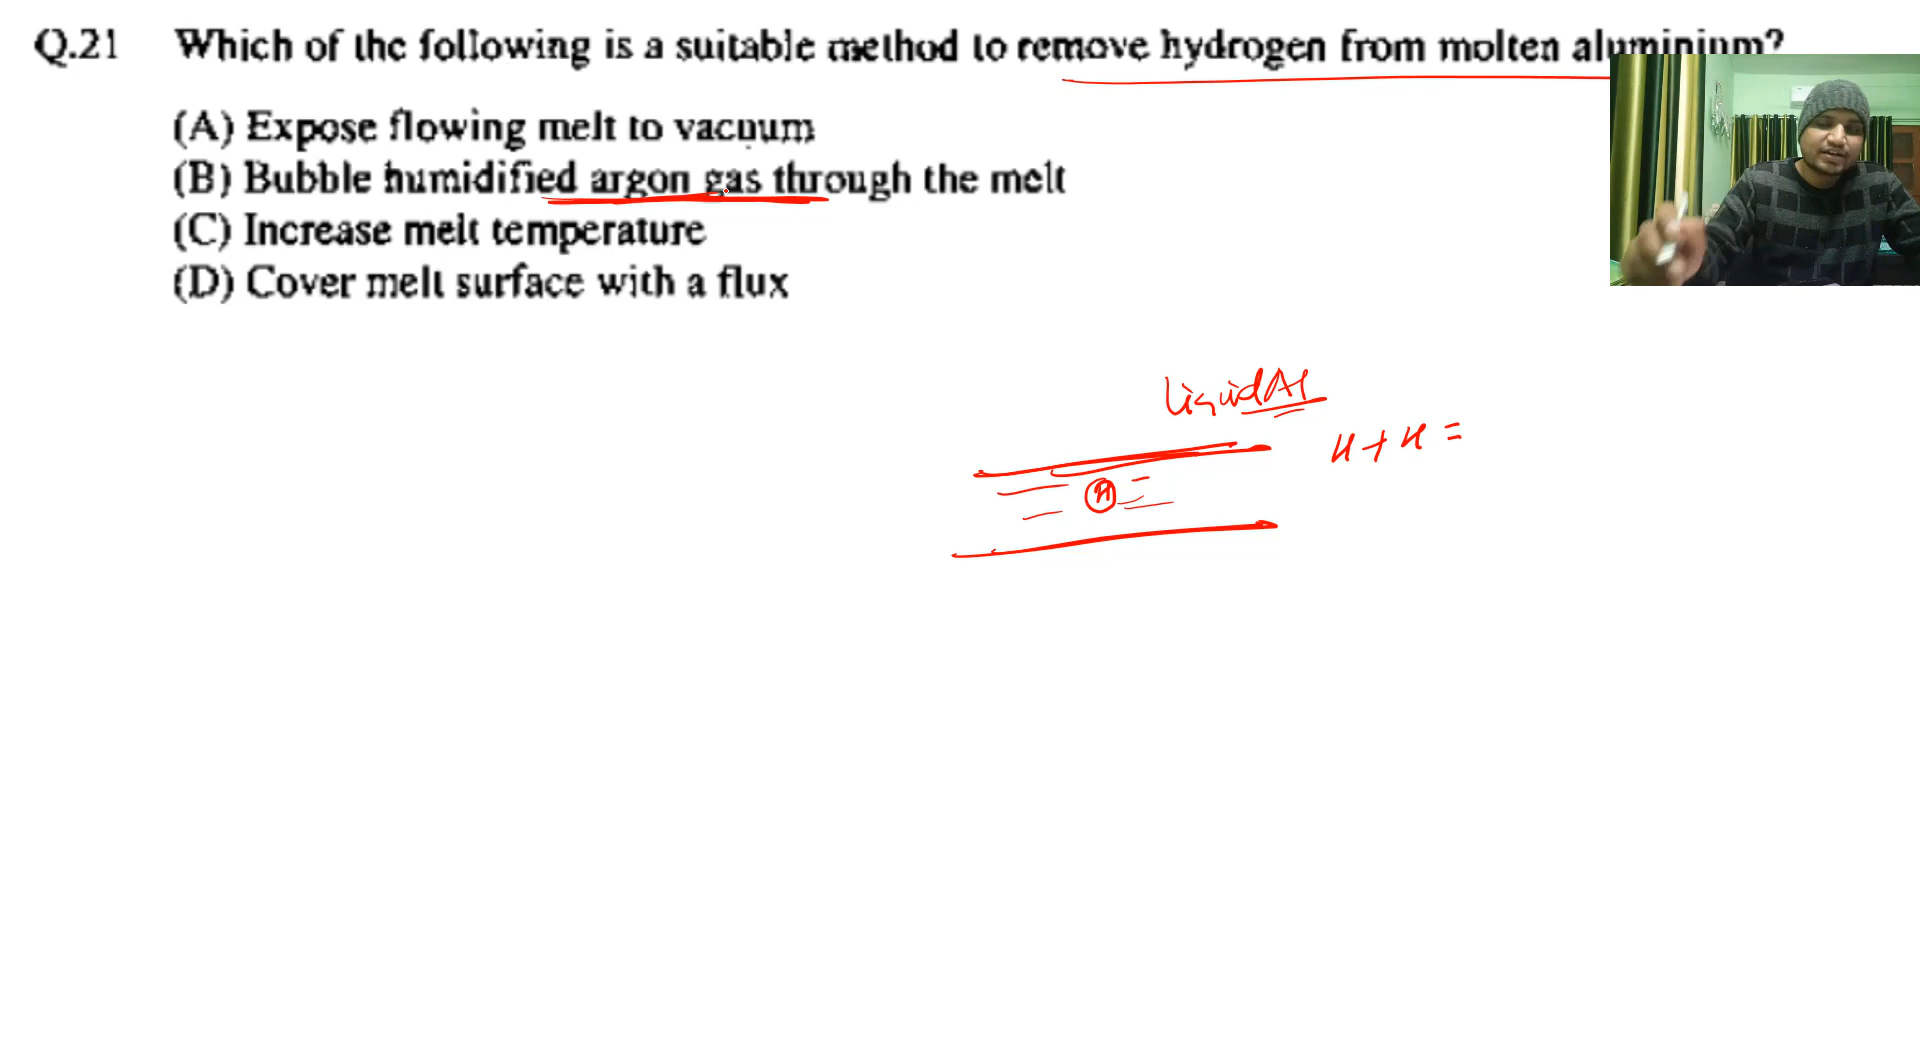 Q.21 Which of the following is a suitable method to remove hydrogen from molten aluminium?
(A) Expose flowing melt to vacuum
(B) Bubble humidified argon gas through the melt
(C) Increase melt temperature
(D) Cover melt surface with a flux
liquid Al
H + H =
H